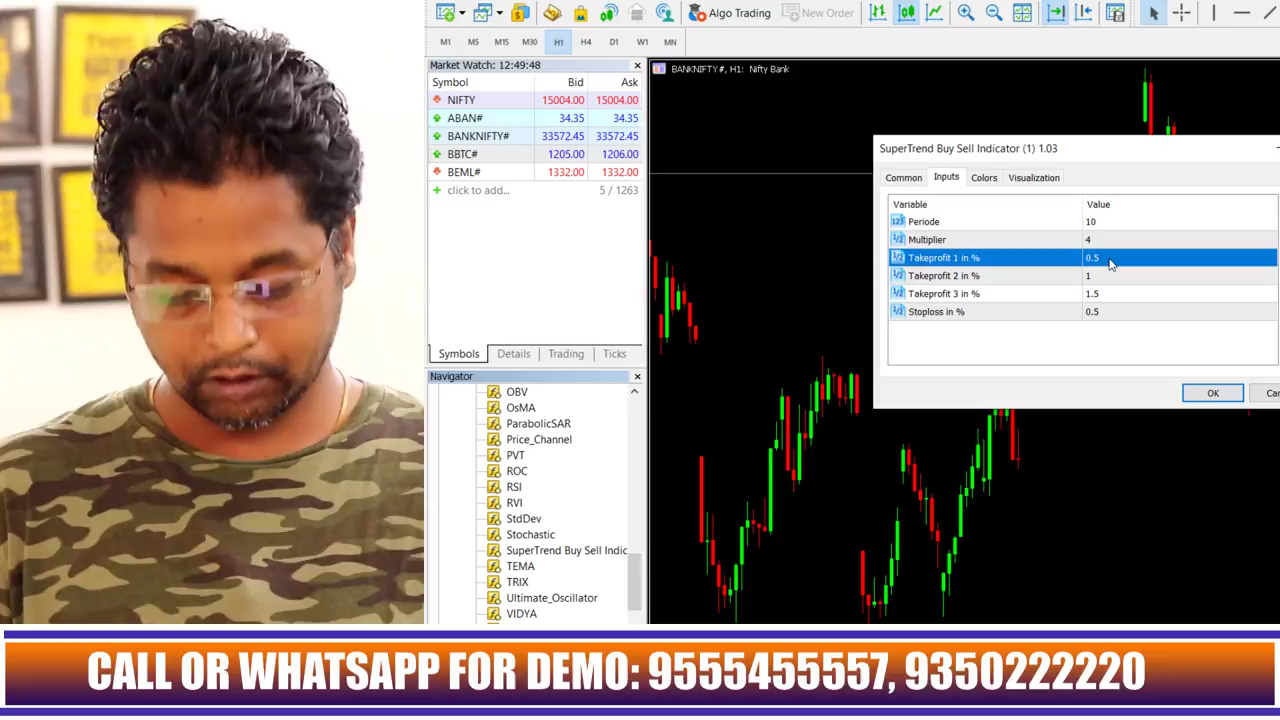 Algo Trading
New Order
M1 M5 M15 M30 H1 H4 D1 W1 MN
Market Watch: 12:49:48
Symbol Bid Ask
NIFTY 15004.00 15004.00
ABAN# 34.35 34.35
BANKNIFTY# 33572.45 33572.45
BBTC# 1205.00 1206.00
BEML# 1332.00 1332.00
click to add... 5 / 1263
Symbols Details Trading Ticks
Navigator
OBV
OsMA
ParabolicSAR
Price_Channel
PVT
ROC
RSI
RVI
StdDev
Stochastic
SuperTrend Buy Sell Indic
TEMA
TRIX
Ultimate_Oscillator
VIDYA
BANKNIFTY#, H1: Nifty Bank
SuperTrend Buy Sell Indicator (1) 1.03
Common Inputs Colors Visualization
Variable Value
Periode 10
Multiplier 4
Takeprofit 1 in % 0.5
Takeprofit 2 in % 1
Takeprofit 3 in % 1.5
Stoploss in % 0.5
OK Can
CALL OR WHATSAPP FOR DEMO: 9555455557, 9350222220